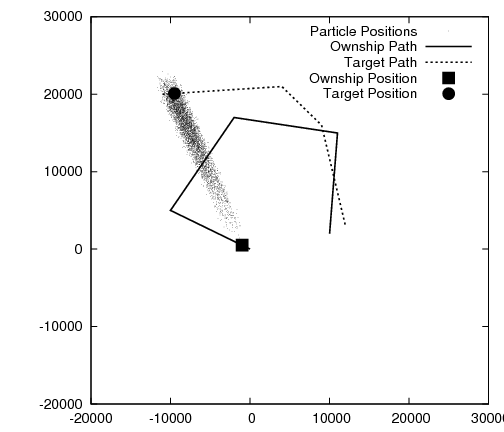 30000
20000
10000
0
-10000
-20000
Particle Positions
Ownship Path
Target Path
Ownship Position
Target Position
-20000 -10000 0 10000 20000 3000